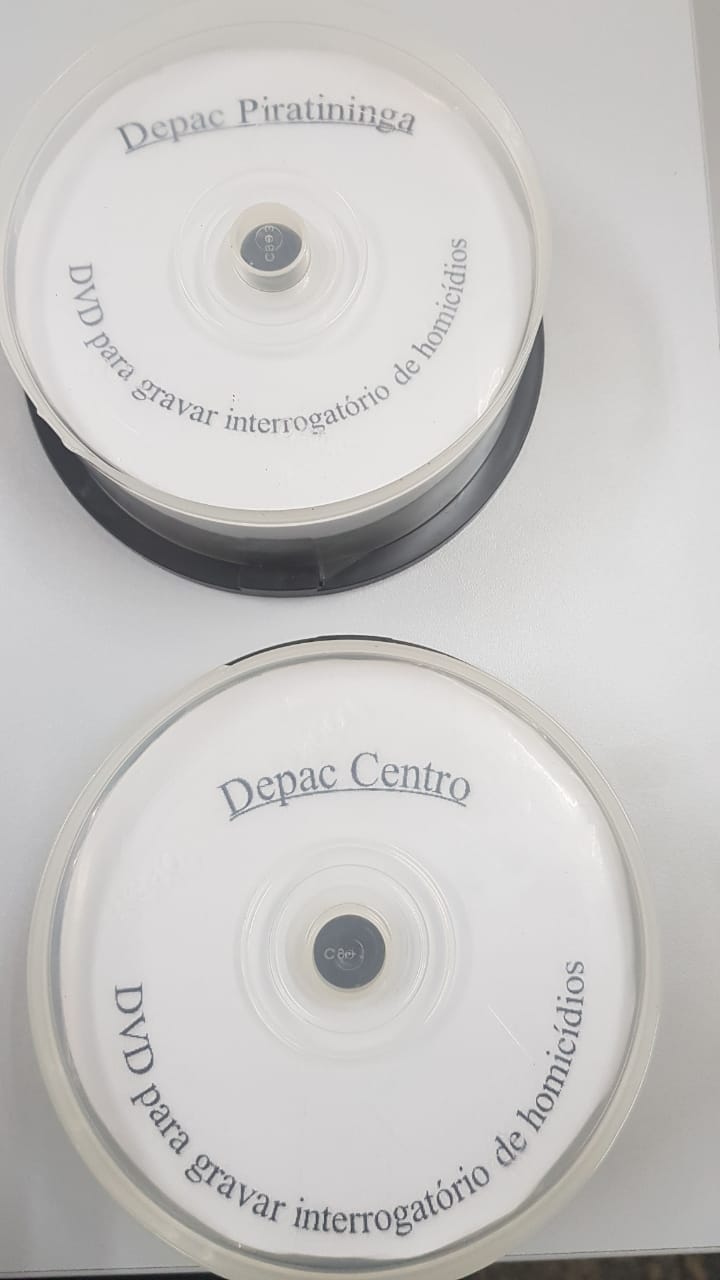 Depac Piratininga
DVD para gravar interrogatório de homicídios
Depac Centro
DVD para gravar interrogatório de homicídios